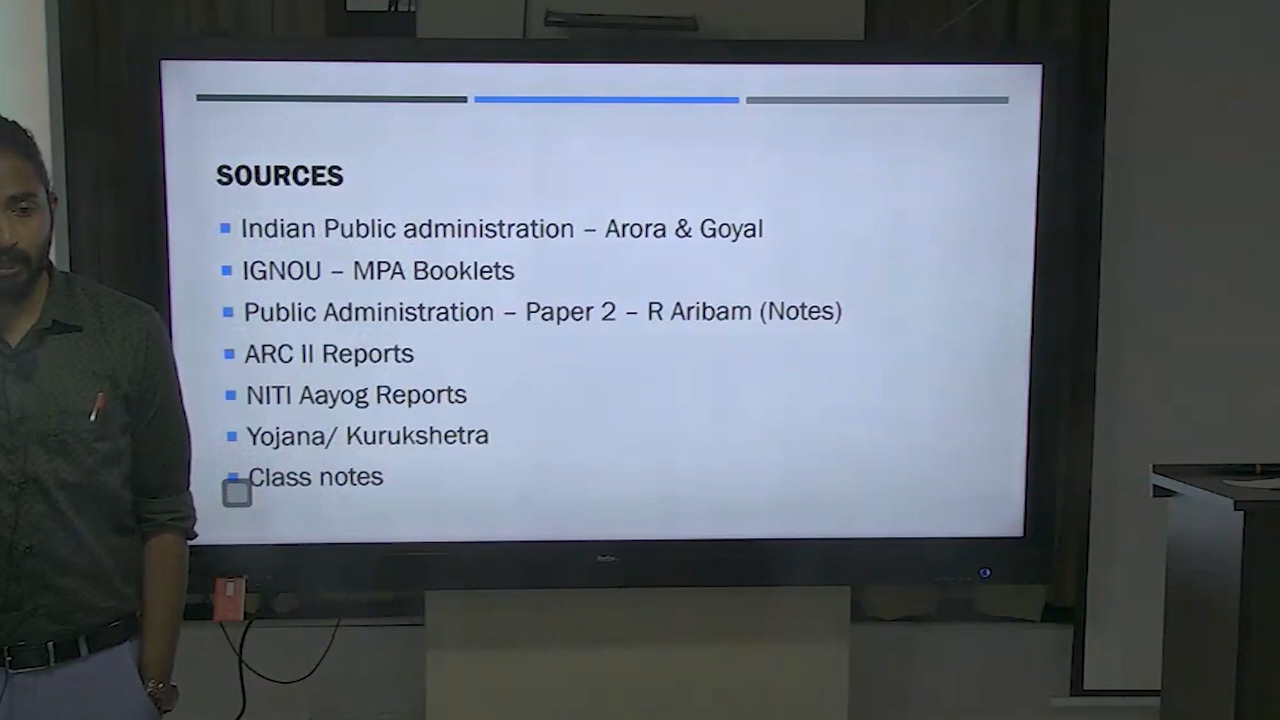 SOURCES
Indian Public administration – Arora & Goyal
IGNOU – MPA Booklets
Public Administration – Paper 2 – R Aribam (Notes)
ARC II Reports
NITI Aayog Reports
Yojana/ Kurukshetra
Class notes